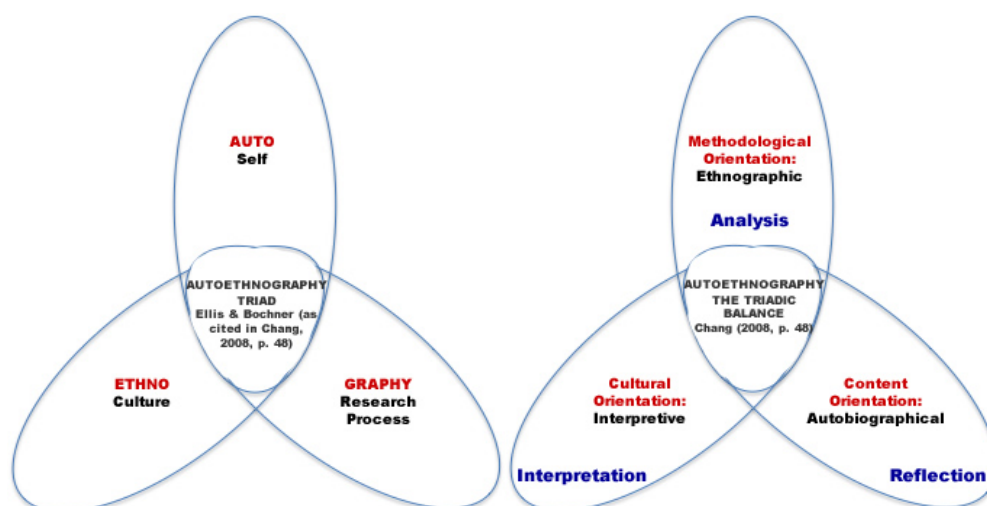 AUTO
Self
AUTOETHNOGRAPHY
TRIAD
Ellis & Bochner (as
cited in Chang,
2008, p. 48)
ETHNO
Culture
GRAPHY
Research
Process
Methodological
Orientation:
Ethnographic
Analysis
AUTOETHNOGRAPHY
THE TRIADIC
BALANCE
Chang (2008, p. 48)
Cultural
Orientation:
Interpretive
Interpretation
Content
Orientation:
Autobiographical
Reflection